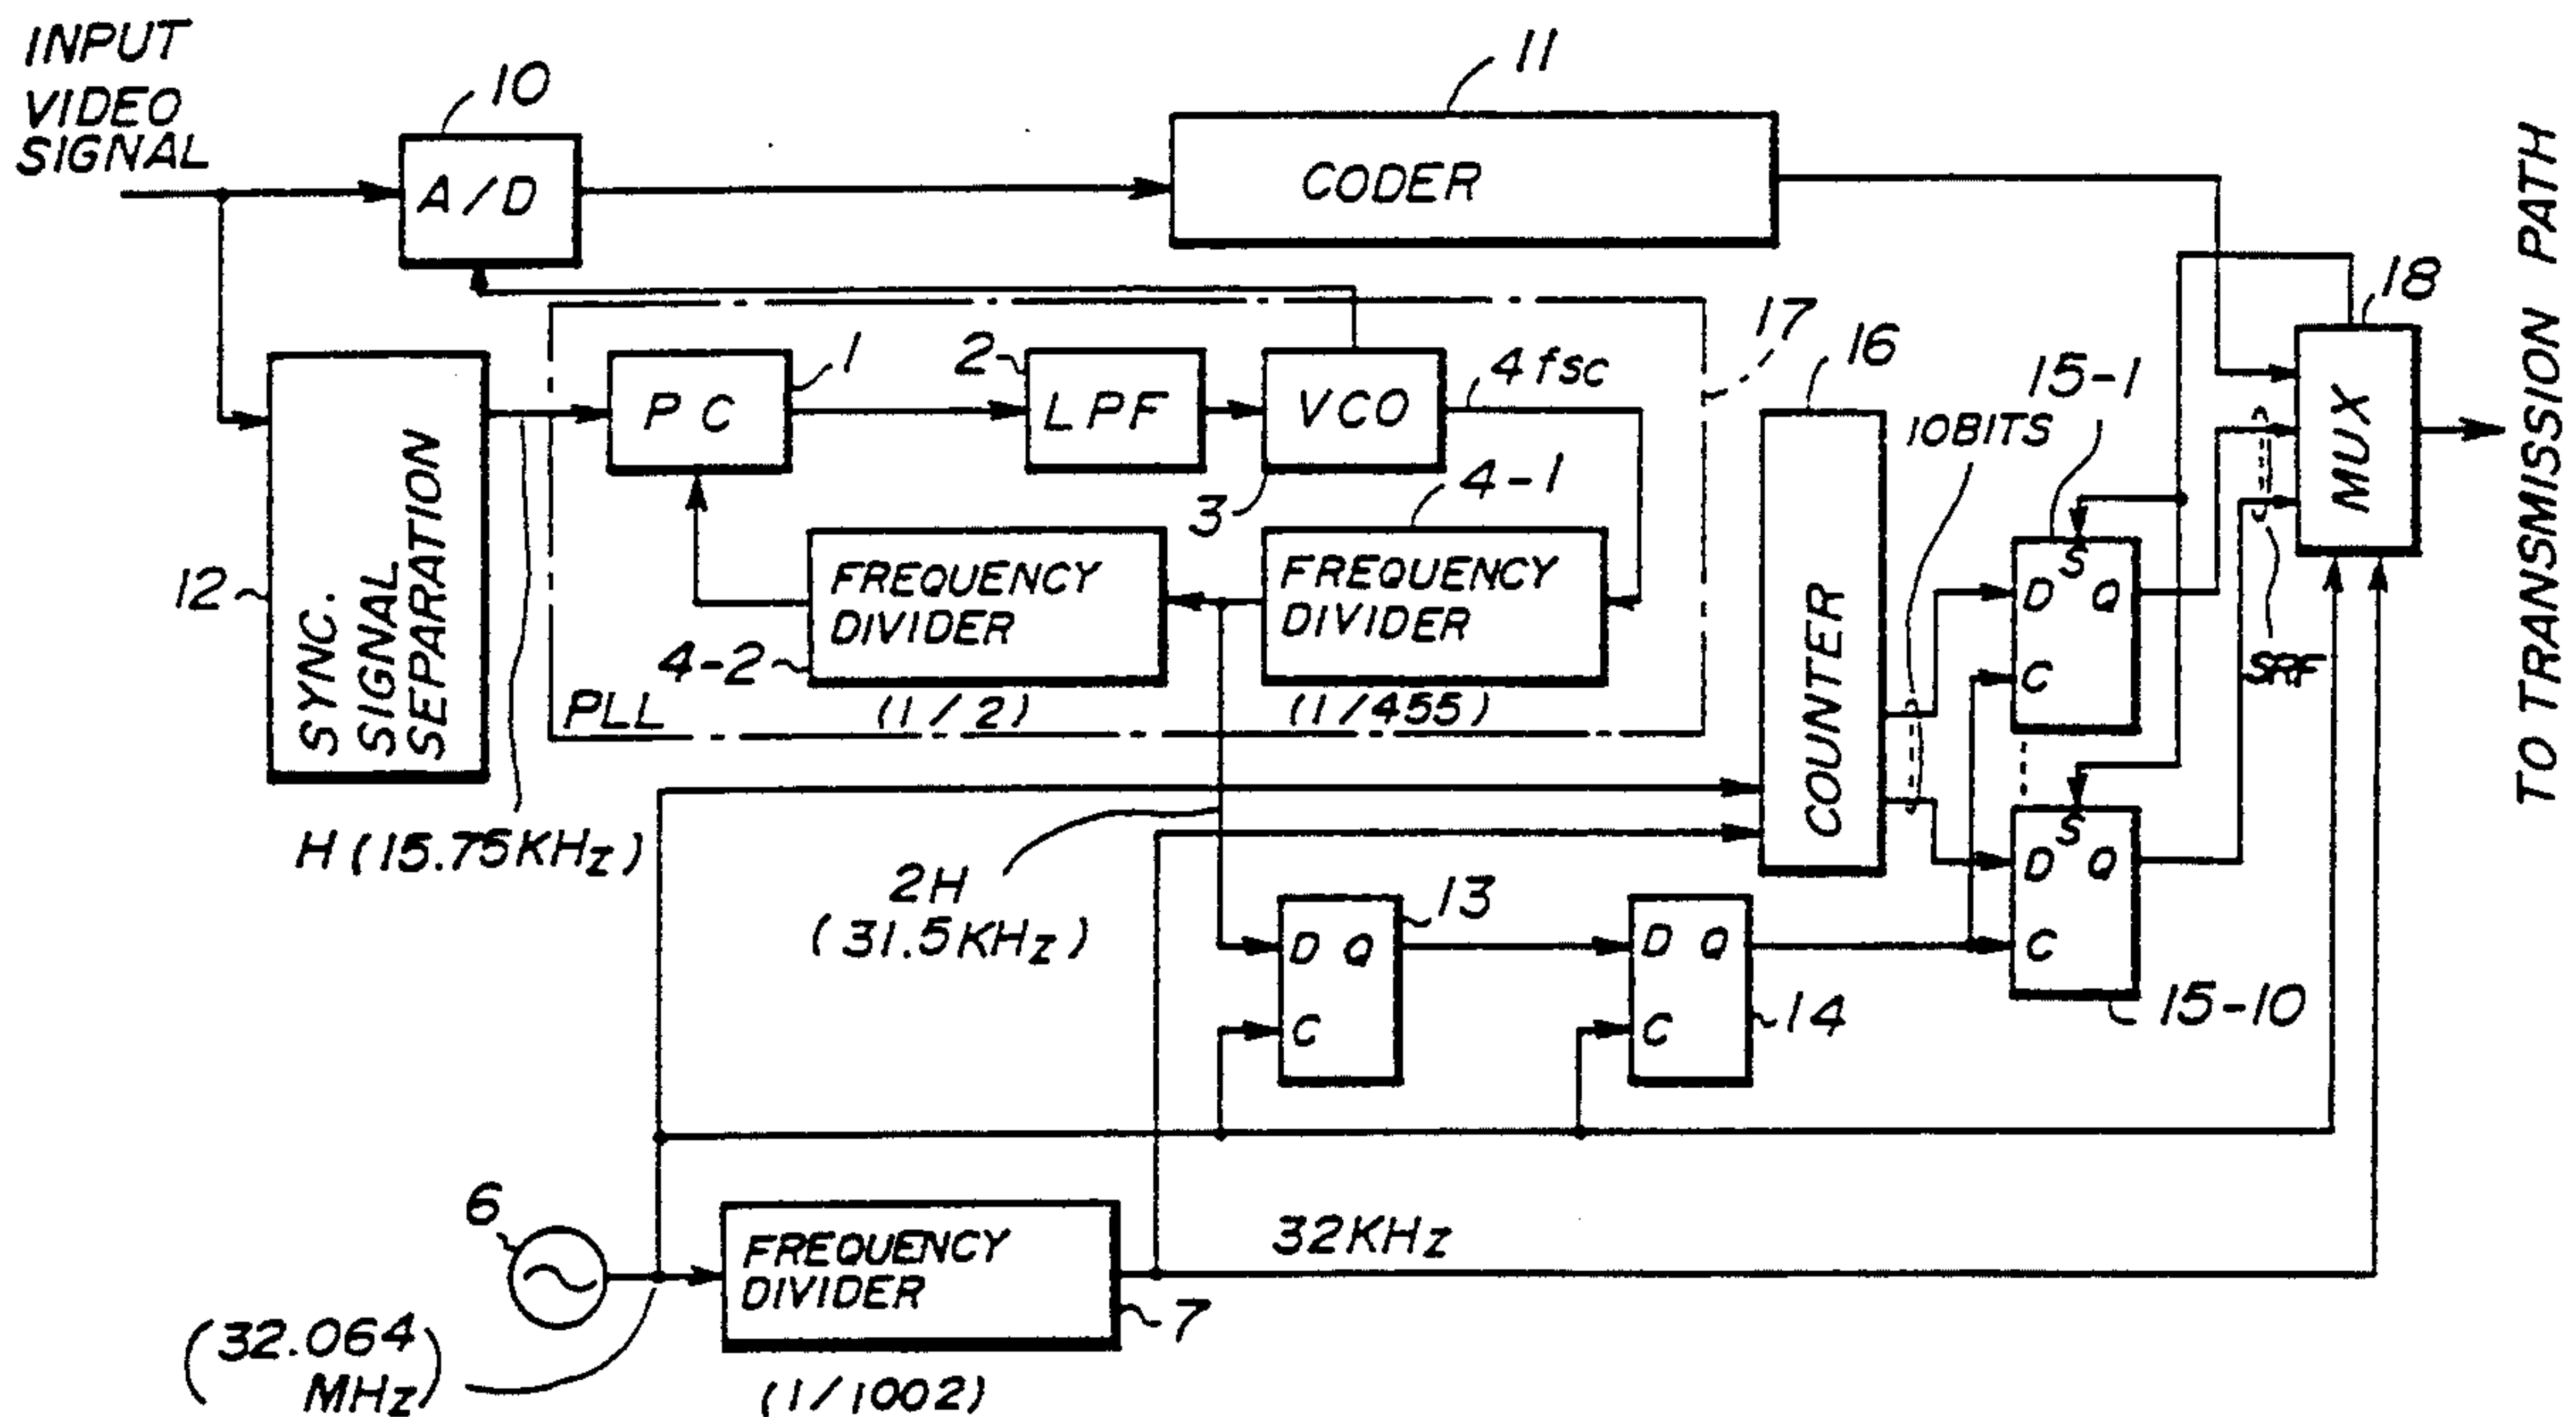 INPUT
VIDEO
SIGNAL
10
A/D
11
CODER
TO TRANSMISSION PATH
12
SYNC.
SIGNAL
SEPARATION
H (15.75KHz)
PLL
17
PC
1
2
LPF
3
VCO
4fsc
4-1
FREQUENCY
DIVIDER
(1/455)
4-2
FREQUENCY
DIVIDER
(1/2)
2H
(31.5KHz)
16
COUNTER
10BITS
15-1
S
D Q
C
15-10
S
D Q
C
18
MUX
SRF
13
D Q
C
14
D Q
C
6
(32.064
MHz)
FREQUENCY
DIVIDER
7
(1/1002)
32KHz